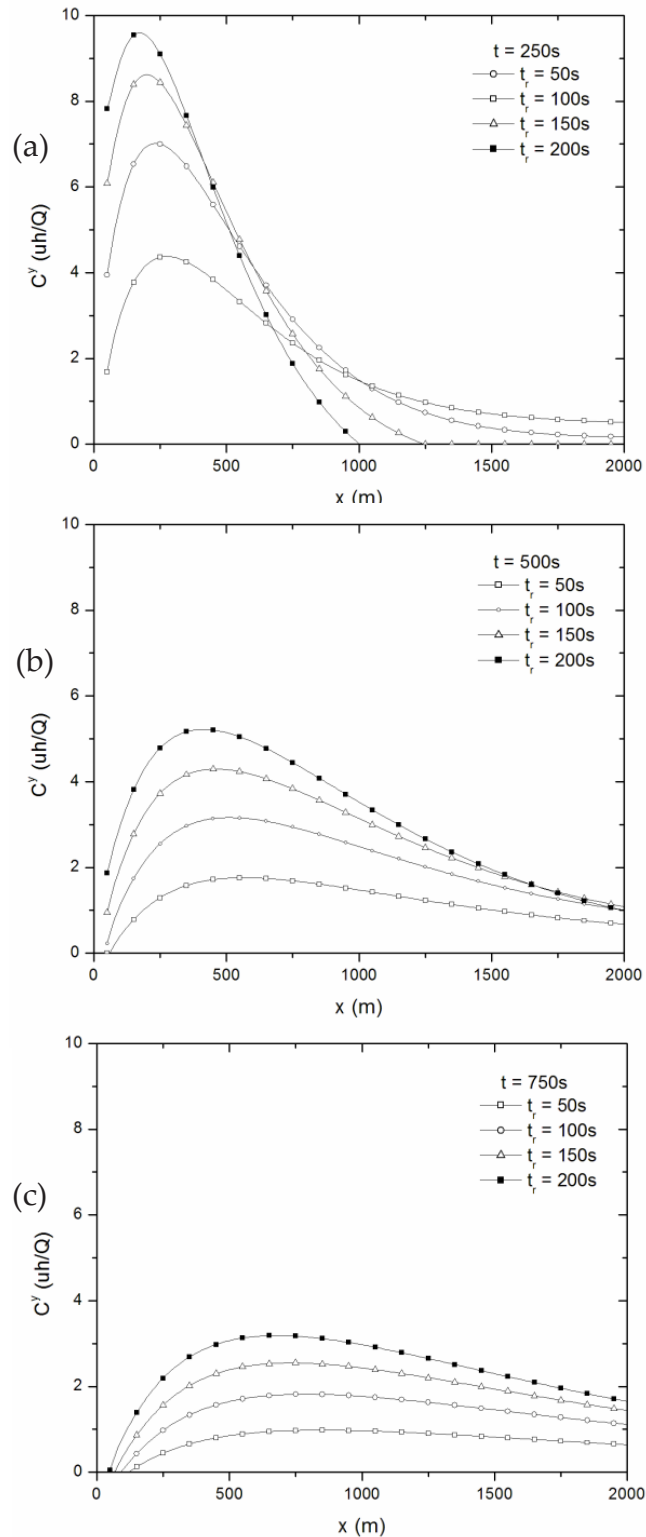 (a)
C^y (uh/Q)
10
8
6
4
2
0
t = 250s
t_r = 50s
t_r = 100s
t_r = 150s
t_r = 200s
0 500 1000 1500 2000
x (m)
(b)
C^y (uh/Q)
10
8
6
4
2
0
t = 500s
t_r = 50s
t_r = 100s
t_r = 150s
t_r = 200s
0 500 1000 1500 2000
x (m)
(c)
C^y (uh/Q)
10
8
6
4
2
0
t = 750s
t_r = 50s
t_r = 100s
t_r = 150s
t_r = 200s
0 500 1000 1500 2000
x (m)